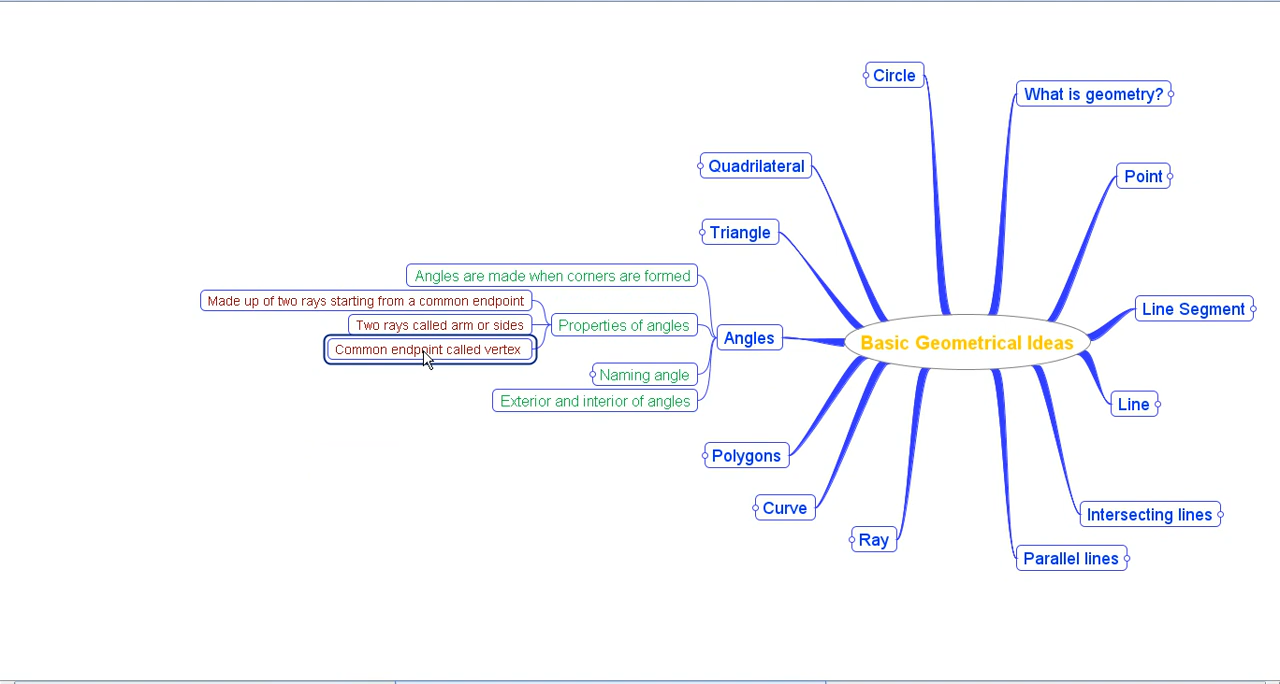 Circle
What is geometry?
Quadrilateral
Point
Triangle
Angles are made when corners are formed
Made up of two rays starting from a common endpoint
Two rays called arm or sides
Properties of angles
Common endpoint called vertex
Angles
Basic Geometrical Ideas
Line Segment
Naming angle
Exterior and interior of angles
Line
Polygons
Curve
Intersecting lines
Ray
Parallel lines